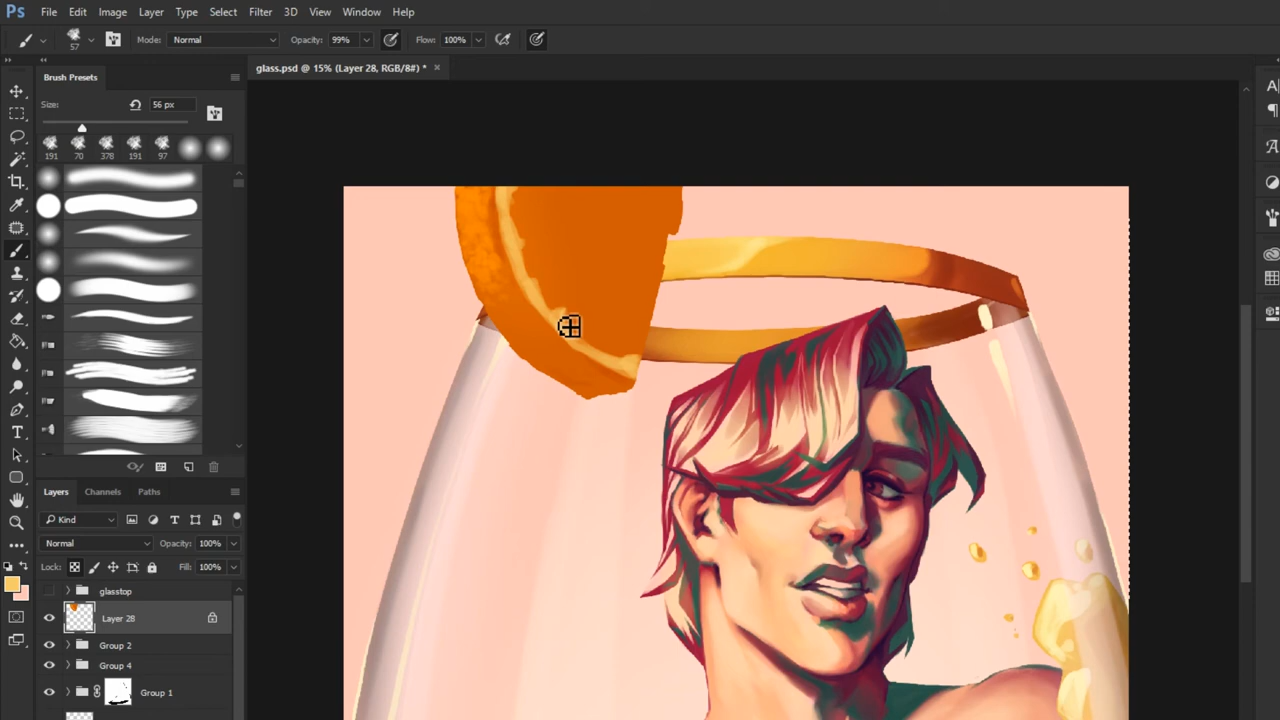 Ps File Edit Image Layer Type Select Filter 3D View Window Help
57 Mode: Normal Opacity: 99% Flow: 100%
glass.psd @ 15% (Layer 28, RGB/8#) * ×
Brush Presets
Size: 56 px
191 70 378 191 97
Layers Channels Paths
Kind
Normal Opacity: 100%
Lock: Fill: 100%
glasstop
Layer 28
Group 2
Group 4
Group 1